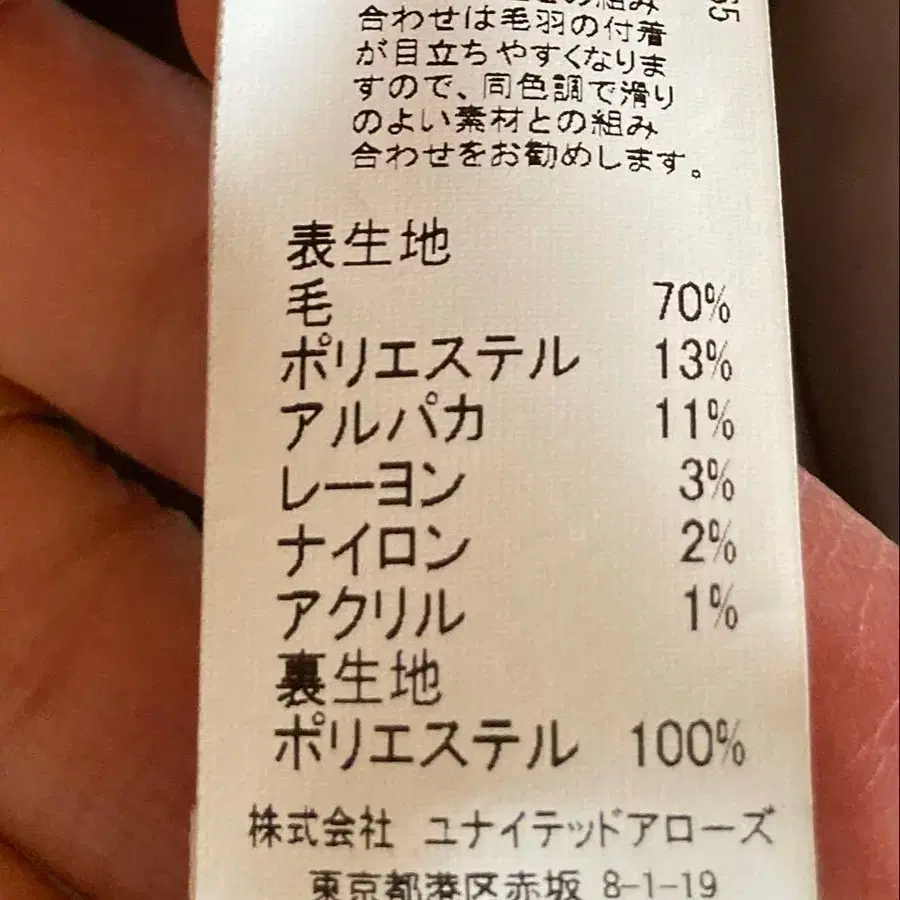 合わせは毛羽の付着
が目立ちやすくなりま
すので、同色調で滑り
のよい素材との組み
合わせをお勧めします。
表生地
毛 70%
ポリエステル 13%
アルパカ 11%
レーヨン 3%
ナイロン 2%
アクリル 1%
裏生地
ポリエステル 100%
株式会社 ユナイテッドアローズ
東京都港区赤坂 8-1-19